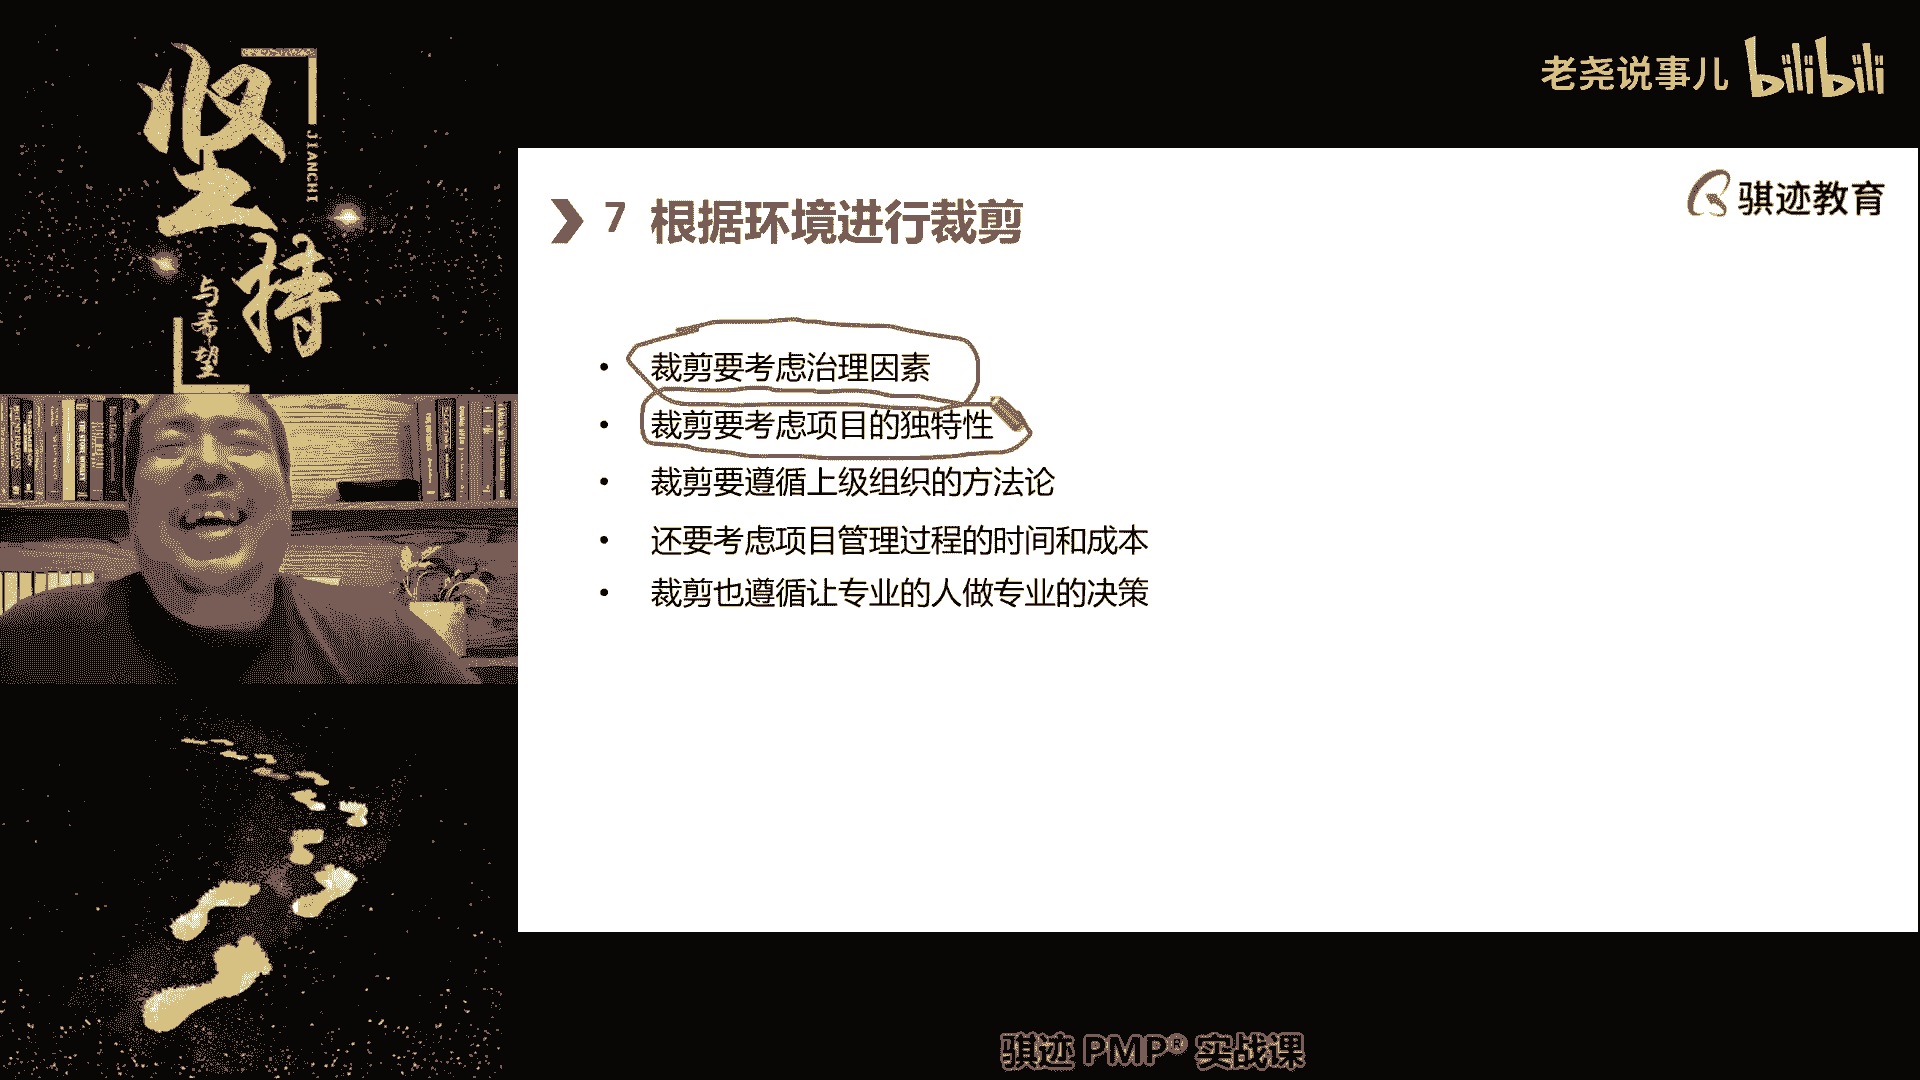 坚持
JIANCHI
与希望
老尧说事儿 bilibili
骐迹教育
7 根据环境进行裁剪
• 裁剪要考虑治理因素
• 裁剪要考虑项目的独特性
• 裁剪要遵循上级组织的方法论
• 还要考虑项目管理过程的时间和成本
• 裁剪也遵循让专业的人做专业的决策
骐迹 PMP® 实战课